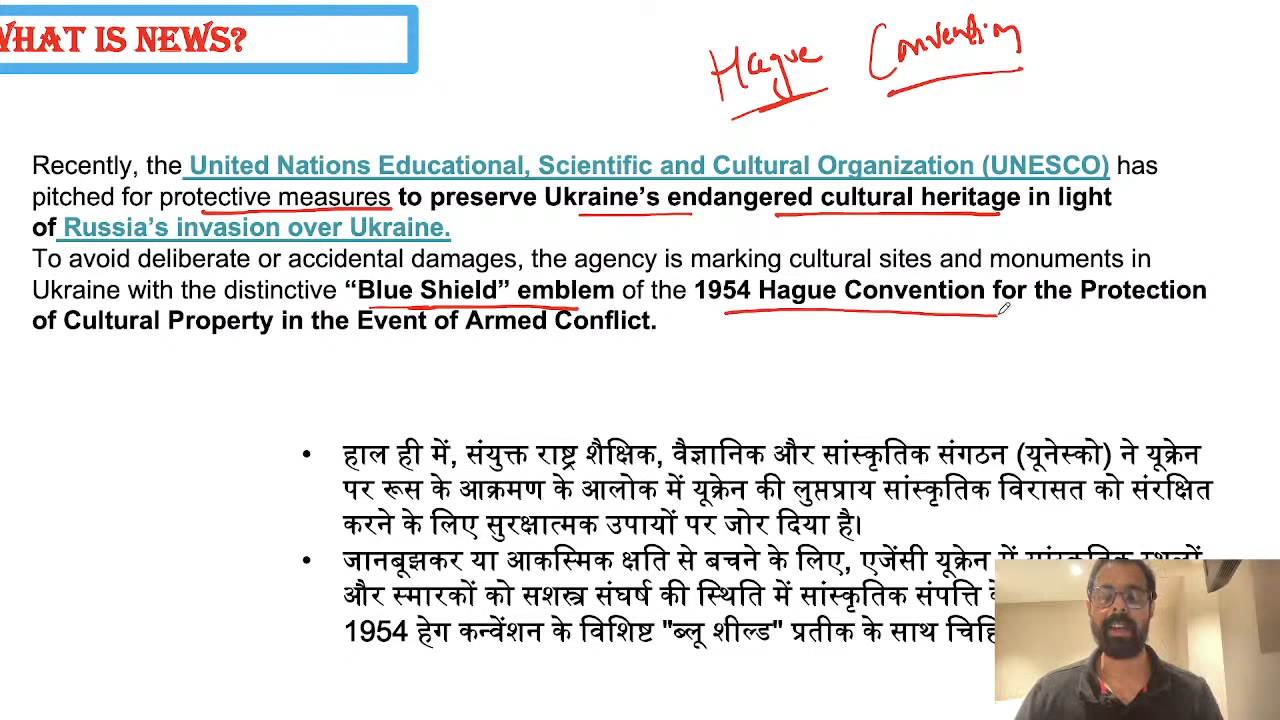 WHAT IS NEWS?
Hague Convention
Recently, the United Nations Educational, Scientific and Cultural Organization (UNESCO) has
pitched for protective measures to preserve Ukraine’s endangered cultural heritage in light
of Russia’s invasion over Ukraine.
To avoid deliberate or accidental damages, the agency is marking cultural sites and monuments in
Ukraine with the distinctive “Blue Shield” emblem of the 1954 Hague Convention for the Protection
of Cultural Property in the Event of Armed Conflict.
• हाल ही में, संयुक्त राष्ट्र शैक्षिक, वैज्ञानिक और सांस्कृतिक संगठन (यूनेस्को) ने यूक्रेन
पर रूस के आक्रमण के आलोक में यूक्रेन की लुप्तप्राय सांस्कृतिक विरासत को संरक्षित
करने के लिए सुरक्षात्मक उपायों पर जोर दिया है।
• जानबूझकर या आकस्मिक क्षति से बचने के लिए, एजेंसी यूक्रेन में सांस्कृतिक स्थलों
और स्मारकों को सशस्त्र संघर्ष की स्थिति में सांस्कृतिक संपत्ति
1954 हेग कन्वेंशन के विशिष्ट "ब्लू शील्ड" प्रतीक के साथ